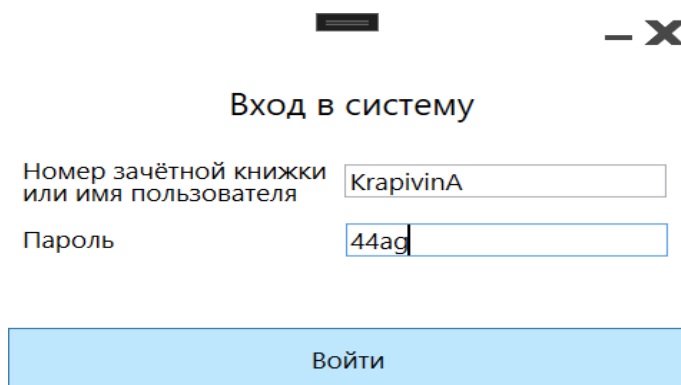 Вход в систему
Номер зачётной книжки
или имя пользователя
KrapivinA
Пароль
44ag
Войти